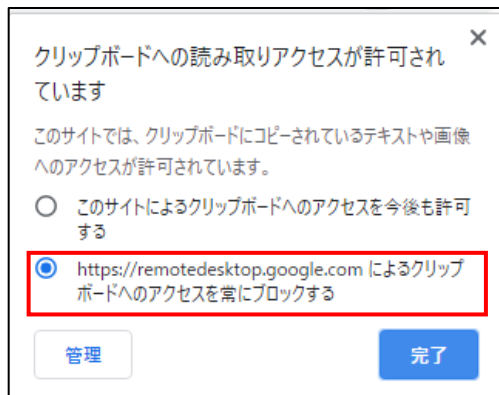 クリップボードへの読み取りアクセスが許可され
ています
このサイトでは、クリップボードにコピーされているテキストや画像
へのアクセスが許可されています。
このサイトによるクリップボードへのアクセスを今後も許可
する
https://remotedesktop.google.com によるクリップ
ボードへのアクセスを常にブロックする
管理
完了